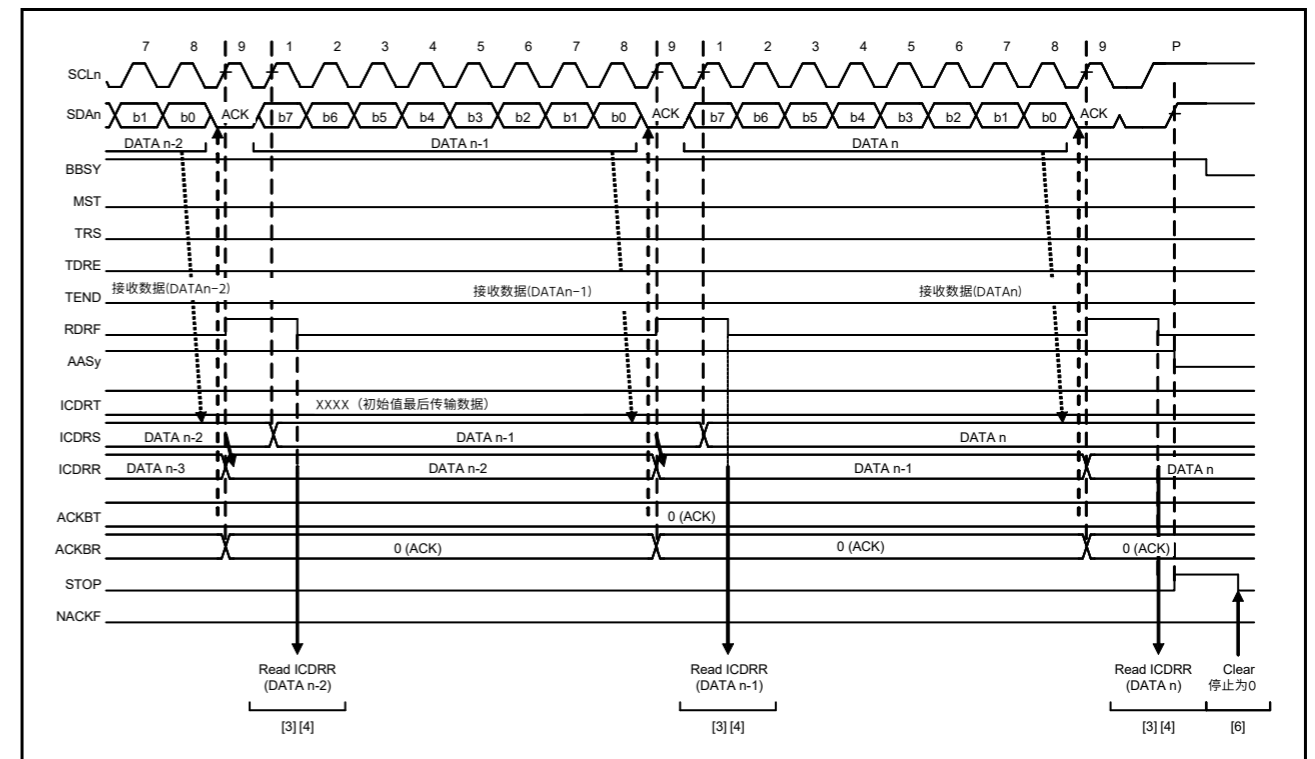 7 8 9 1 2 3 4 5 6 7 8 9 1 2 3 4 5 6 7 8 9 P
SCLn
SDAn b1 b0 ACK b7 b6 b5 b4 b3 b2 b1 b0 ACK b7 b6 b5 b4 b3 b2 b1 b0 ACK
DATA n-2 DATA n-1 DATA n
BBSY
MST
TRS
TDRE
TEND 接收数据(DATAn−2) 接收数据(DATAn−1) 接收数据(DATAn)
RDRF
AASy
ICDRT XXXX（初始值最后传输数据）
ICDRS DATA n-2 DATA n-1 DATA n
ICDRR DATA n-3 DATA n-2 DATA n-1 DATA n
ACKBT 0 (ACK)
ACKBR 0 (ACK) 0 (ACK) 0 (ACK)
STOP
NACKF
Read ICDRR Read ICDRR Read ICDRR Clear
(DATA n-2) (DATA n-1) (DATA n) 停止为0
[3] [4] [3] [4] [3] [4] [6]